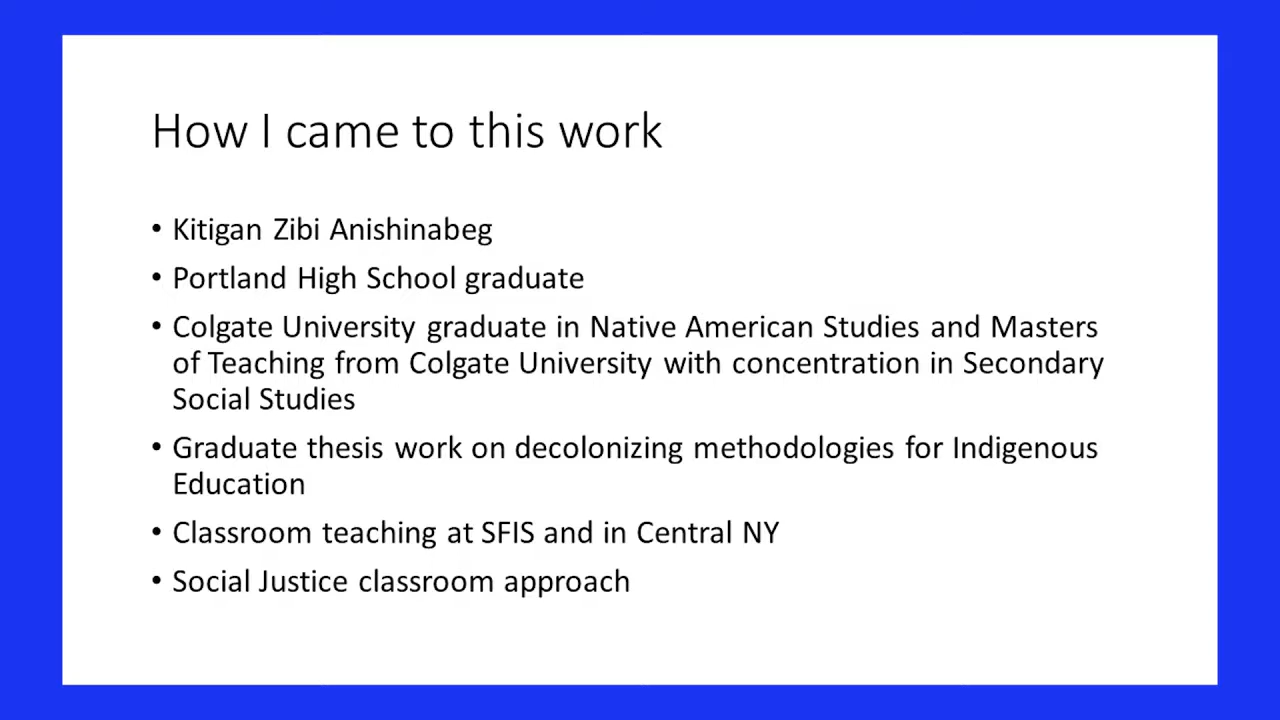 How I came to this work
• Kitigan Zibi Anishinabeg
• Portland High School graduate
• Colgate University graduate in Native American Studies and Masters
of Teaching from Colgate University with concentration in Secondary
Social Studies
• Graduate thesis work on decolonizing methodologies for Indigenous
Education
• Classroom teaching at SFIS and in Central NY
• Social Justice classroom approach